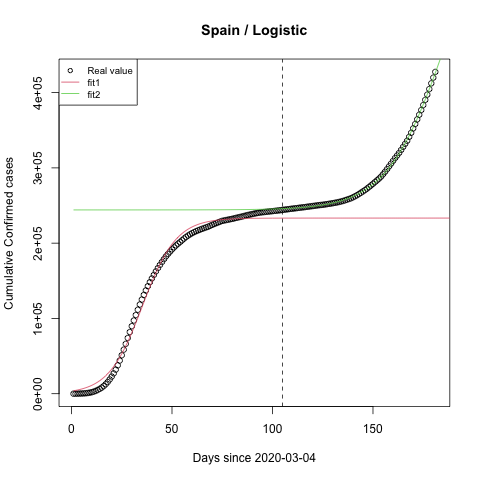 Spain / Logistic
Real value
fit1
fit2
Cumulative Confirmed cases
0e+00
1e+05
2e+05
3e+05
4e+05
0
50
100
150
Days since 2020-03-04